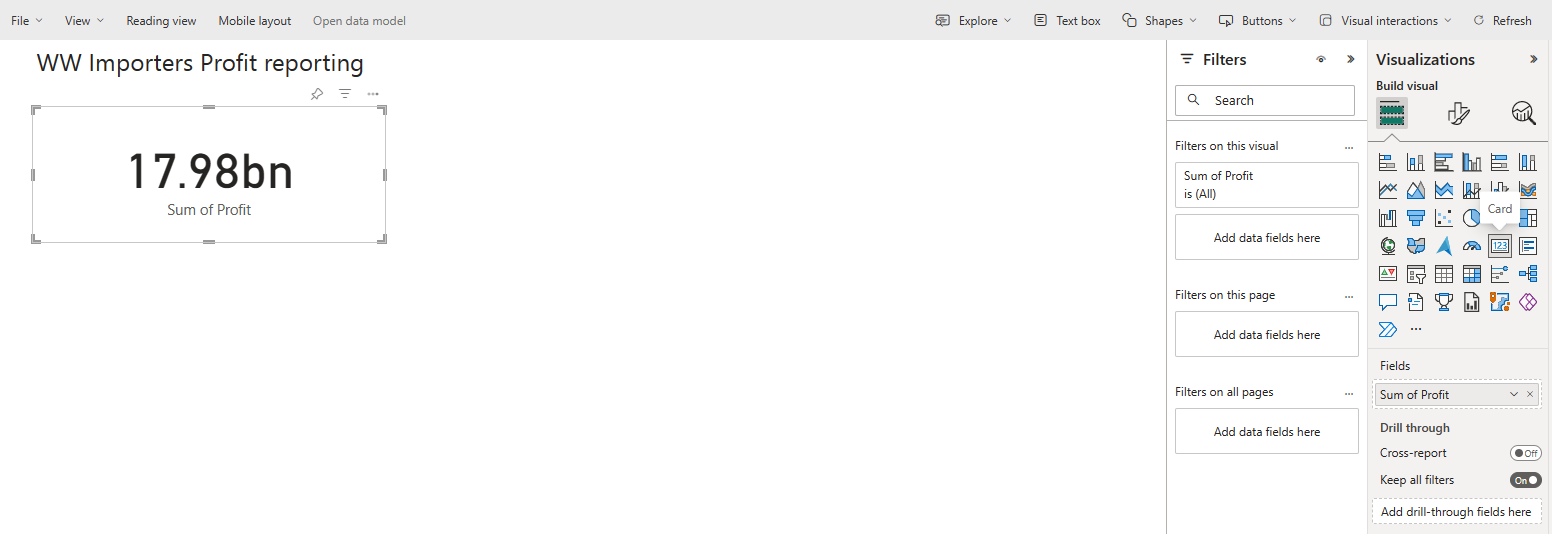 File View Reading view Mobile layout Open data model Explore Text box Shapes Buttons Visual interactions Refresh
WW Importers Profit reporting
17.98bn
Sum of Profit
Filters
Search
Filters on this visual
Sum of Profit
is (All)
Add data fields here
Filters on this page
Add data fields here
Filters on all pages
Add data fields here
Visualizations
Build visual
Card
123
Fields
Sum of Profit
Drill through
Cross-report Off
Keep all filters On
Add drill-through fields here